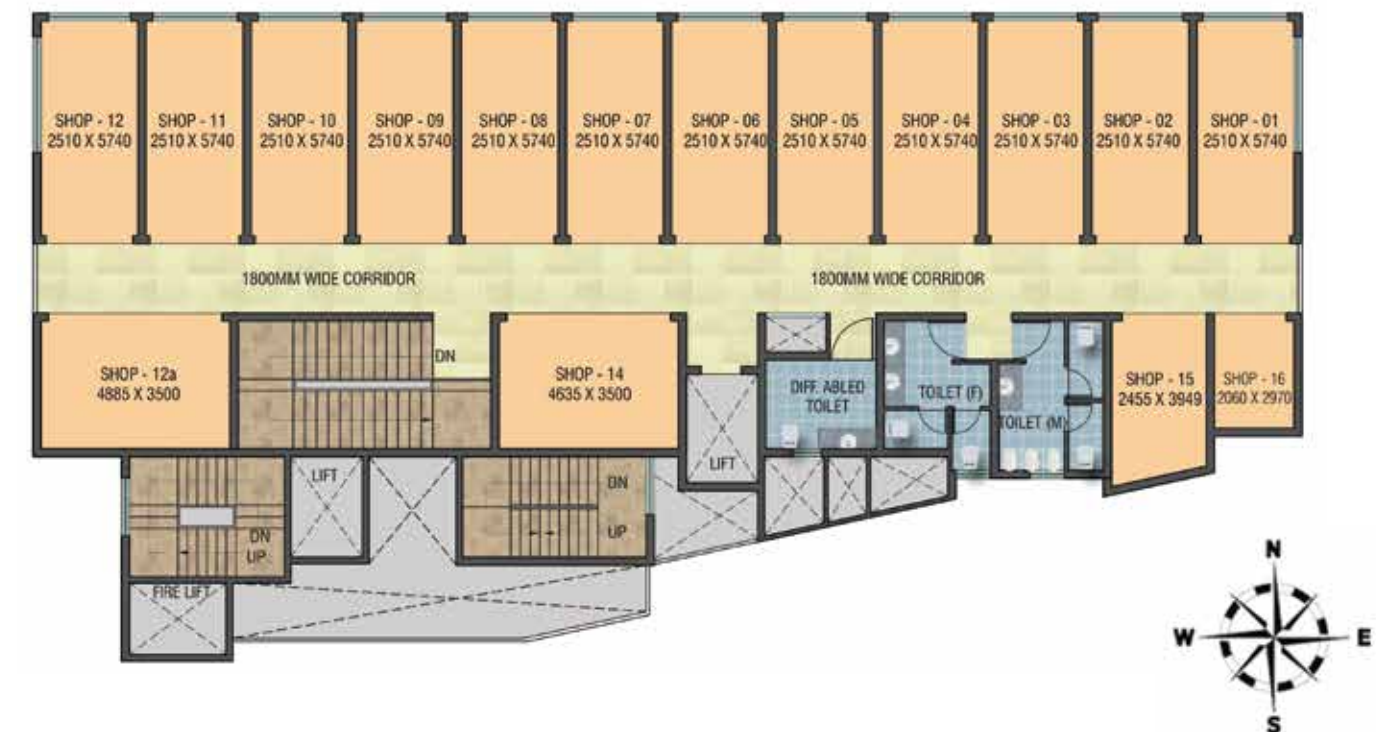 SHOP - 12
2510 X 5740
SHOP - 11
2510 X 5740
SHOP - 10
2510 X 5740
SHOP - 09
2510 X 5740
SHOP - 08
2510 X 5740
SHOP - 07
2510 X 5740
SHOP - 06
2510 X 5740
SHOP - 05
2510 X 5740
SHOP - 04
2510 X 5740
SHOP - 03
2510 X 5740
SHOP - 02
2510 X 5740
SHOP - 01
2510 X 5740
1800MM WIDE CORRIDOR
1800MM WIDE CORRIDOR
SHOP - 12a
4885 X 3500
DN
SHOP - 14
4635 X 3500
LIFT
DIFF. ABLED
TOILET
TOILET (F)
TOILET (M)
SHOP - 15
2455 X 3949
SHOP - 16
2060 X 2970
DN
UP
LIFT
DN
UP
FIRE LIFT
N
W
E
S